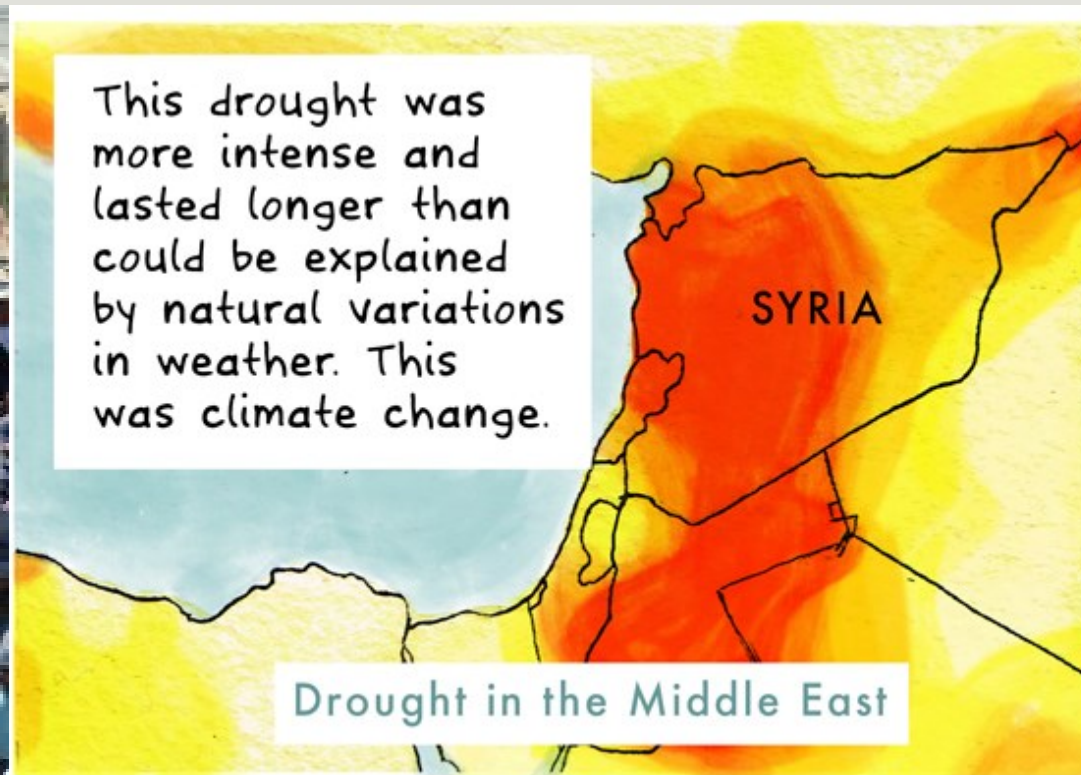 This drought was
more intense and
lasted longer than
could be explained
by natural variations
in weather. This
was climate change.
SYRIA
Drought in the Middle East